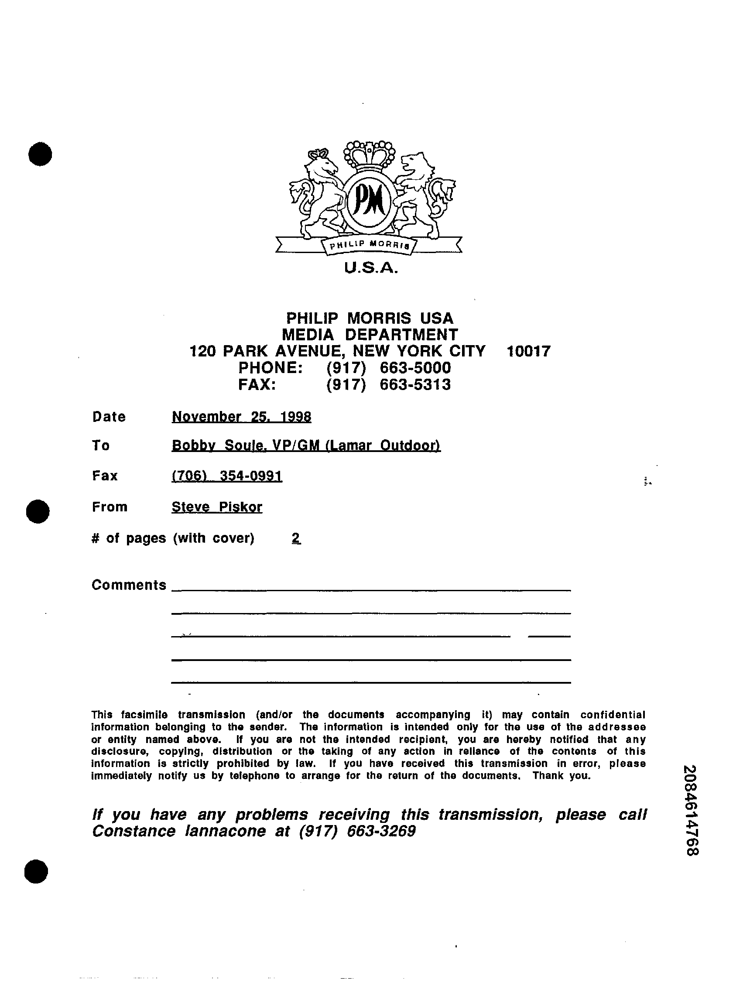 PM
PHILIP MORRIS
U.S.A.
PHILIP MORRIS USA
MEDIA DEPARTMENT
120 PARK AVENUE, NEW YORK CITY 10017
PHONE: (917) 663-5000
FAX: (917) 663-5313
Date November 25, 1998
To Bobby Soule, VP/GM (Lamar Outdoor)
Fax (706) 354-0991
From Steve Piskor
# of pages (with cover) 2
Comments
This facsimile transmission (and/or the documents accompanying it) may contain confidential
information belonging to the sender. The information is intended only for the use of the addressee
or entity named above. If you are not the intended recipient, you are hereby notified that any
disclosure, copying, distribution or the taking of any action in reliance of the contents of this
information is strictly prohibited by law. If you have received this transmission in error, please
immediately notify us by telephone to arrange for the return of the documents. Thank you.
If you have any problems receiving this transmission, please call
Constance Iannacone at (917) 663-3269
2084614768